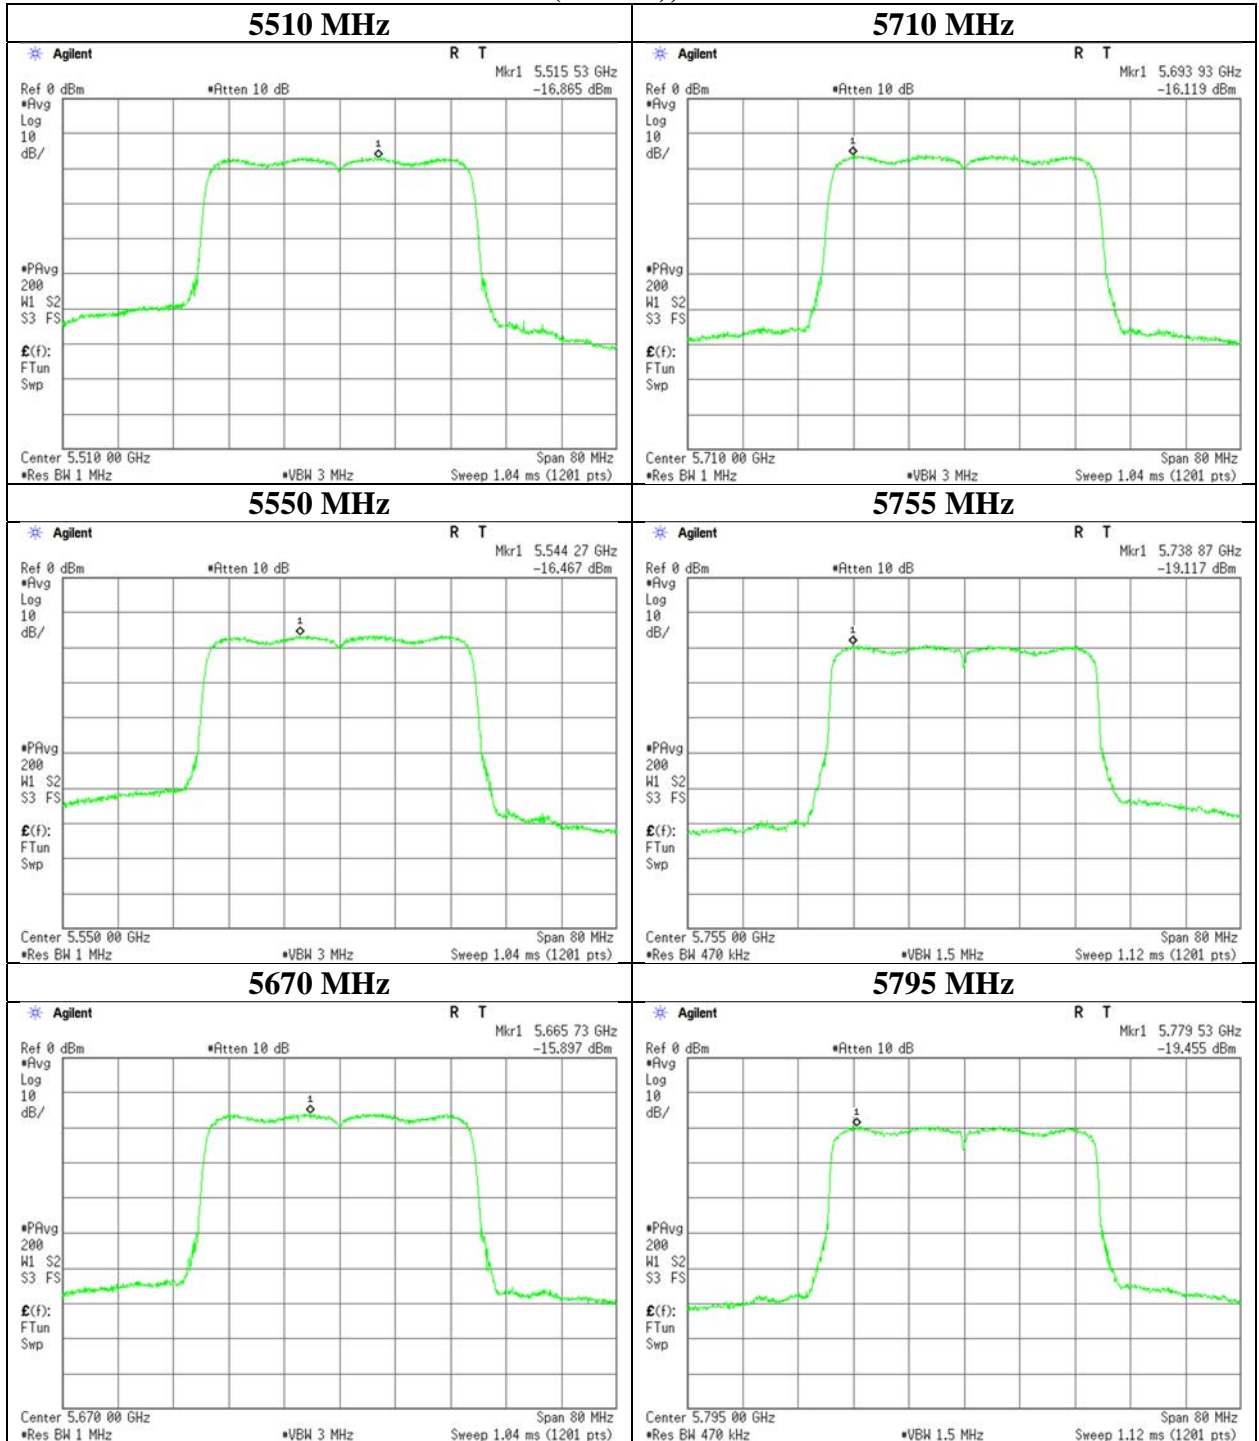 5510 MHz
Agilent R T
Mkr1 5.515 53 GHz
Ref 0 dBm #Atten 10 dB -16.865 dBm
#Avg
Log
10
dB/
1
#PAvg
200
W1 S2
S3 FS
£(f):
FTun
Swp
Center 5.510 00 GHz Span 80 MHz
#Res BW 1 MHz #VBW 3 MHz Sweep 1.04 ms (1201 pts)
5710 MHz
Agilent R T
Mkr1 5.693 93 GHz
Ref 0 dBm #Atten 10 dB -16.119 dBm
#Avg
Log
10
dB/
1
#PAvg
200
W1 S2
S3 FS
£(f):
FTun
Swp
Center 5.710 00 GHz Span 80 MHz
#Res BW 1 MHz #VBW 3 MHz Sweep 1.04 ms (1201 pts)
5550 MHz
Agilent R T
Mkr1 5.544 27 GHz
Ref 0 dBm #Atten 10 dB -16.467 dBm
#Avg
Log
10
dB/
1
#PAvg
200
W1 S2
S3 FS
£(f):
FTun
Swp
Center 5.550 00 GHz Span 80 MHz
#Res BW 1 MHz #VBW 3 MHz Sweep 1.04 ms (1201 pts)
5755 MHz
Agilent R T
Mkr1 5.738 87 GHz
Ref 0 dBm #Atten 10 dB -19.117 dBm
#Avg
Log
10
dB/
1
#PAvg
200
W1 S2
S3 FS
£(f):
FTun
Swp
Center 5.755 00 GHz Span 80 MHz
#Res BW 470 kHz #VBW 1.5 MHz Sweep 1.12 ms (1201 pts)
5670 MHz
Agilent R T
Mkr1 5.665 73 GHz
Ref 0 dBm #Atten 10 dB -15.897 dBm
#Avg
Log
10
dB/
1
#PAvg
200
W1 S2
S3 FS
£(f):
FTun
Swp
Center 5.670 00 GHz Span 80 MHz
#Res BW 1 MHz #VBW 3 MHz Sweep 1.04 ms (1201 pts)
5795 MHz
Agilent R T
Mkr1 5.779 53 GHz
Ref 0 dBm #Atten 10 dB -19.455 dBm
#Avg
Log
10
dB/
1
#PAvg
200
W1 S2
S3 FS
£(f):
FTun
Swp
Center 5.795 00 GHz Span 80 MHz
#Res BW 470 kHz #VBW 1.5 MHz Sweep 1.12 ms (1201 pts)